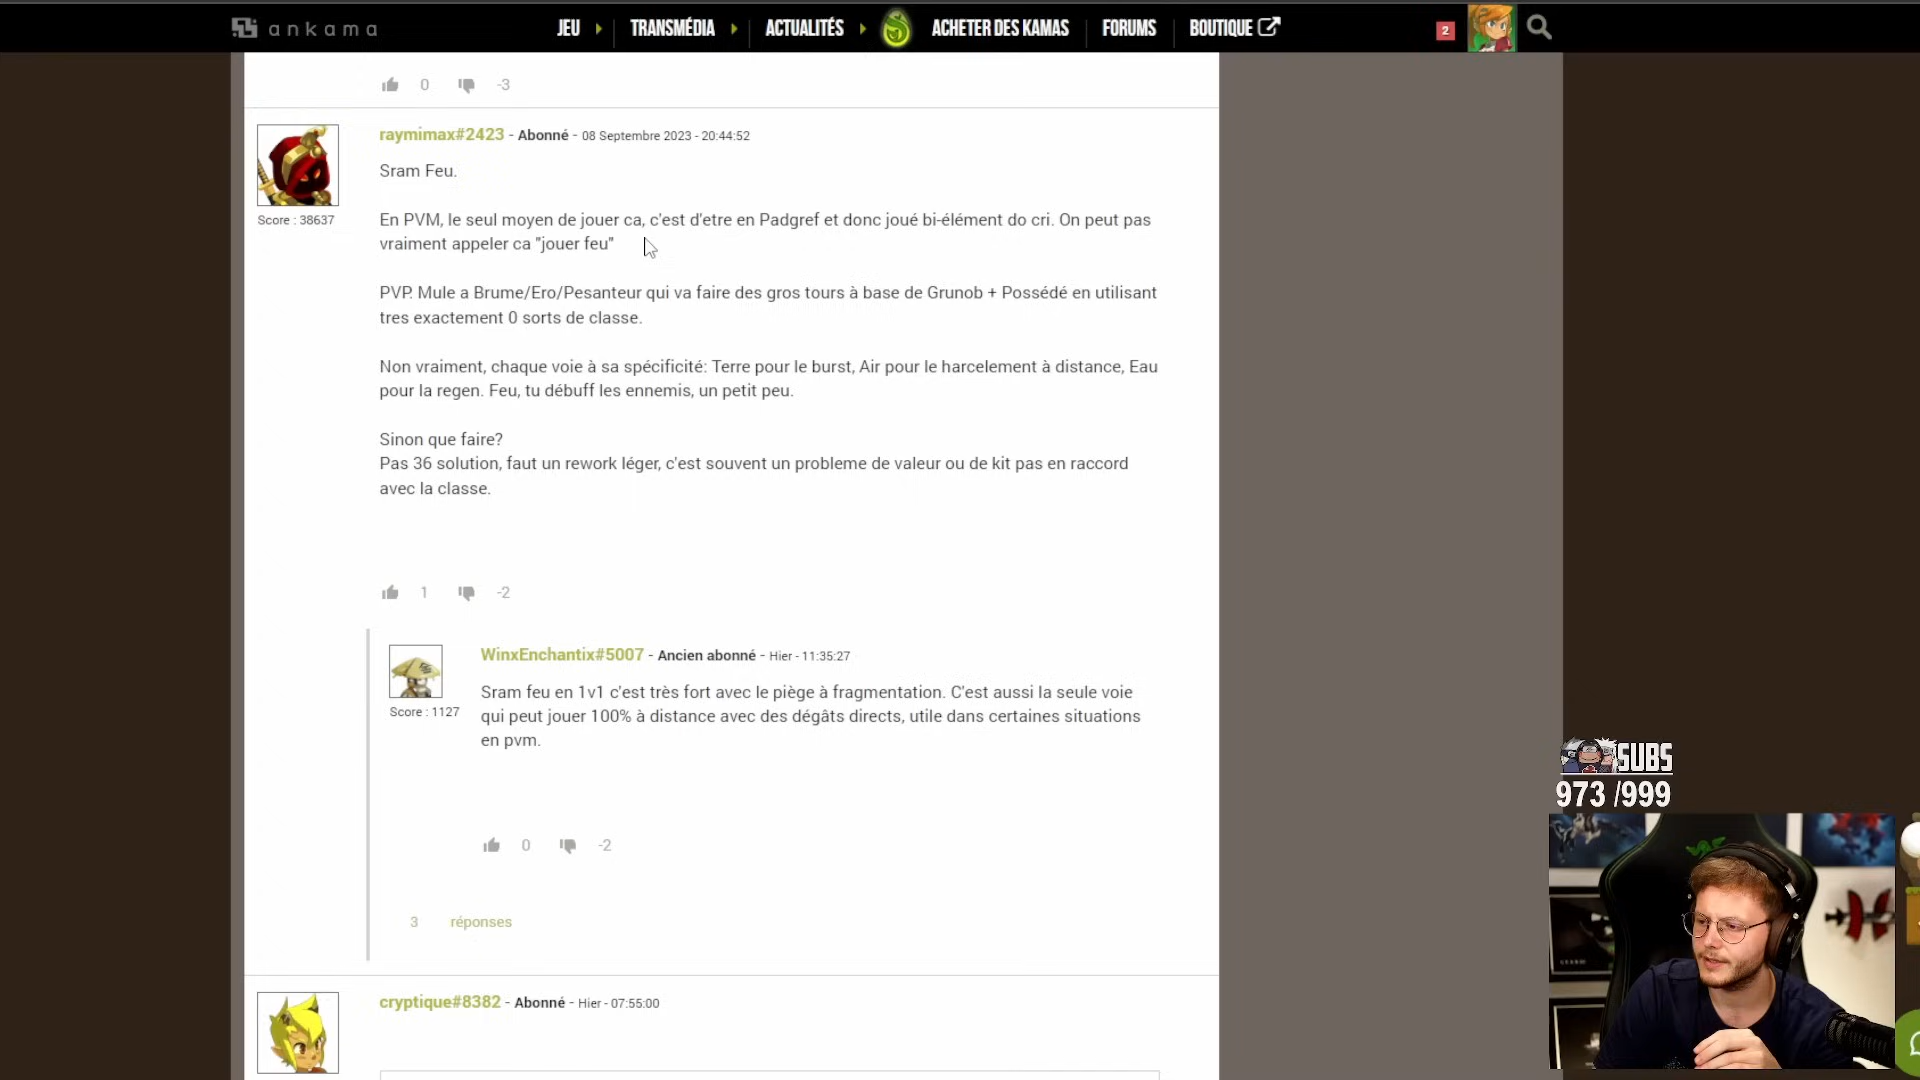 ankama
JEU
TRANSMÉDIA
ACTUALITÉS
ACHETER DES KAMAS
FORUMS
BOUTIQUE
2
0 -3
raymimax#2423 - Abonné - 08 Septembre 2023 - 20:44:52
Score : 38637
Sram Feu.
En PVM, le seul moyen de jouer ca, c'est d'etre en Padgref et donc joué bi-élément do cri. On peut pas
vraiment appeler ca "jouer feu"
PVP. Mule a Brume/Ero/Pesanteur qui va faire des gros tours à base de Grunob + Possédé en utilisant
tres exactement 0 sorts de classe.
Non vraiment, chaque voie à sa spécificité: Terre pour le burst, Air pour le harcelement à distance, Eau
pour la regen. Feu, tu débuff les ennemis, un petit peu.
Sinon que faire?
Pas 36 solution, faut un rework léger, c'est souvent un probleme de valeur ou de kit pas en raccord
avec la classe.
1 -2
WinxEnchantix#5007 - Ancien abonné - Hier - 11:35:27
Score : 1127
Sram feu en 1v1 c'est très fort avec le piège à fragmentation. C'est aussi la seule voie
qui peut jouer 100% à distance avec des dégâts directs, utile dans certaines situations
en pvm.
0 -2
3 réponses
cryptique#8382 - Abonné - Hier - 07:55:00
SUBS
973 /999